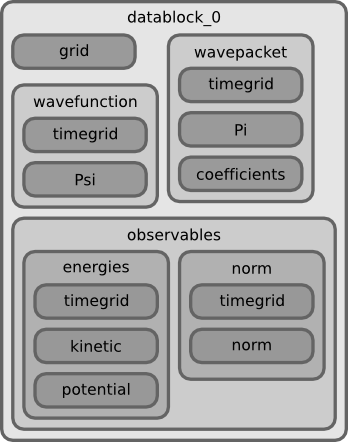 datablock_0
grid
wavefunction
timegrid
Psi
wavepacket
timegrid
Pi
coefficients
observables
energies
timegrid
kinetic
potential
norm
timegrid
norm